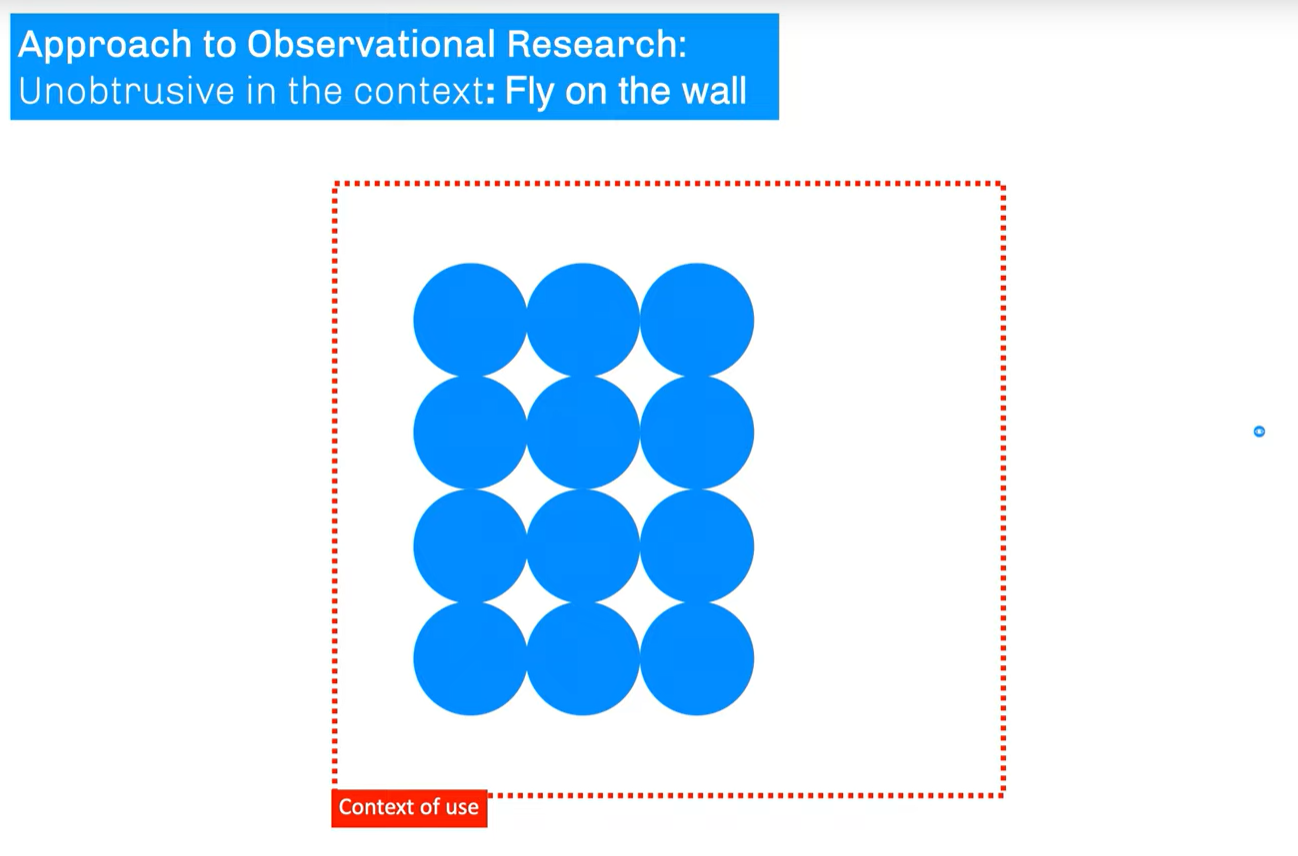 Approach to Observational Research:
Unobtrusive in the context: Fly on the wall
Context of use